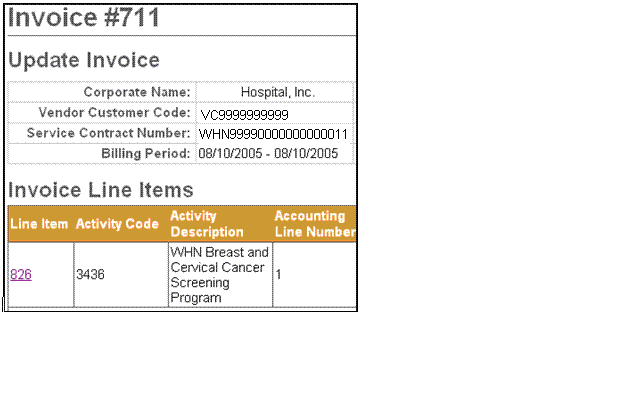 Invoice #711
Update Invoice
Corporate Name: Hospital, Inc.
Vendor Customer Code: VC9999999999
Service Contract Number: WHN99990000000000011
Billing Period: 08/10/2005 - 08/10/2005
Invoice Line Items
Line Item Activity Code Activity Description Accounting Line Number
826 3436 WHN Breast and Cervical Cancer Screening Program 1